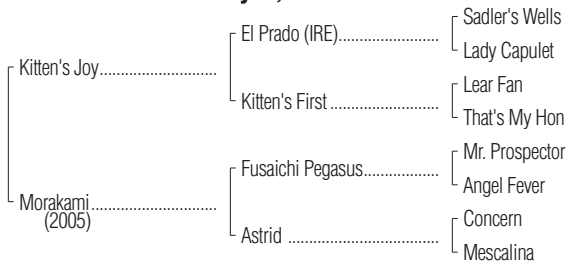 Sadler's Wells
El Prado (IRE)
Lady Capulet
Kitten's Joy
Lear Fan
Kitten's First
That's My Hon
Mr. Prospector
Fusaichi Pegasus
Angel Fever
Morakami
(2005)
Concern
Astrid
Mescalina